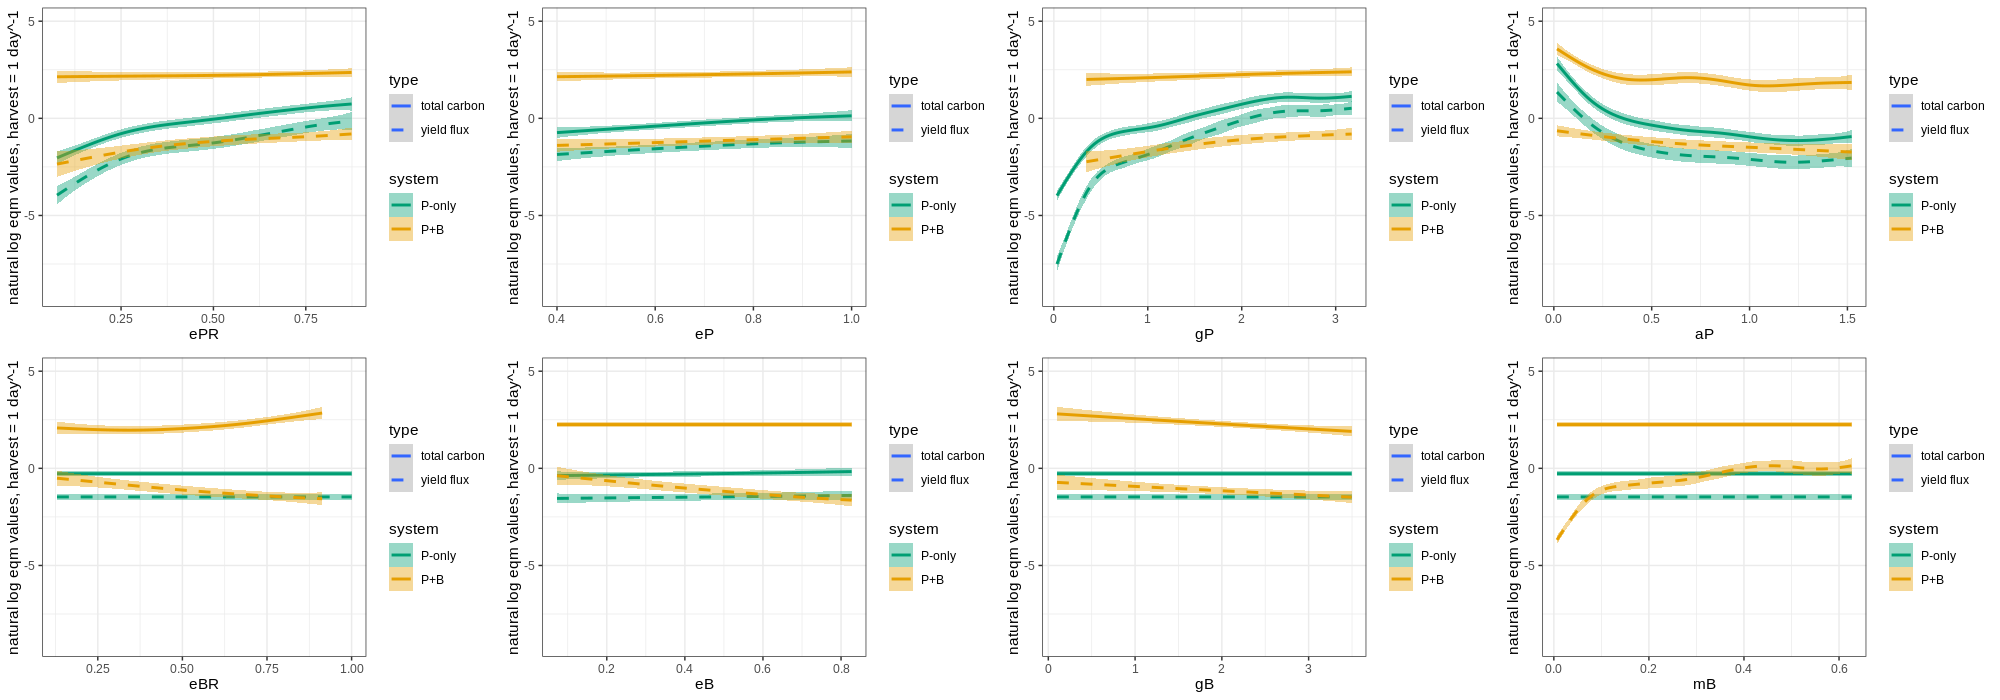 natural log eqm values, harvest = 1 day^-1
5
0
-5
0.25
0.50
0.75
ePR
type
total carbon
yield flux
system
P-only
P+B
natural log eqm values, harvest = 1 day^-1
5
0
-5
0.4
0.6
0.8
1.0
eP
type
total carbon
yield flux
system
P-only
P+B
natural log eqm values, harvest = 1 day^-1
5
0
-5
0
1
2
3
gP
type
total carbon
yield flux
system
P-only
P+B
natural log eqm values, harvest = 1 day^-1
5
0
-5
0.0
0.5
1.0
1.5
aP
type
total carbon
yield flux
system
P-only
P+B
natural log eqm values, harvest = 1 day^-1
5
0
-5
0.25
0.50
0.75
1.00
eBR
type
total carbon
yield flux
system
P-only
P+B
natural log eqm values, harvest = 1 day^-1
5
0
-5
0.2
0.4
0.6
0.8
eB
type
total carbon
yield flux
system
P-only
P+B
natural log eqm values, harvest = 1 day^-1
5
0
-5
0
1
2
3
gB
type
total carbon
yield flux
system
P-only
P+B
natural log eqm values, harvest = 1 day^-1
5
0
-5
0.0
0.2
0.4
0.6
mB
type
total carbon
yield flux
system
P-only
P+B